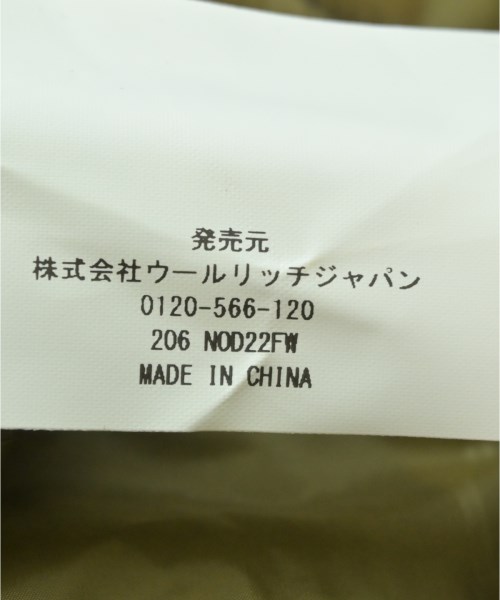 発売元
株式会社ウールリッチジャパン
0120-566-120
206 NOD22FW
MADE IN CHINA